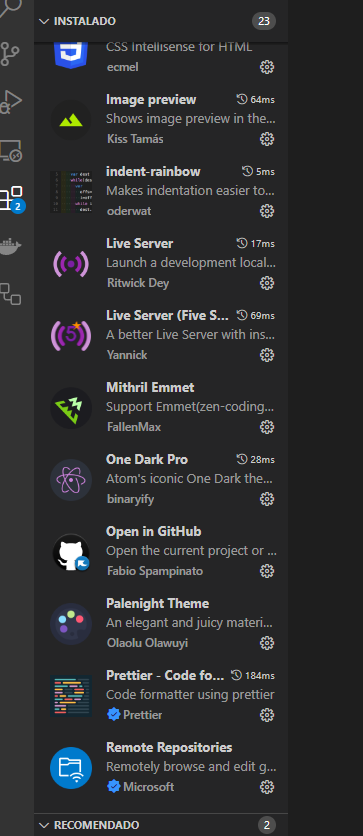 INSTALADO 23
CSS Intellisense for HTML
ecmel
Image preview 64ms
Shows image preview in the...
Kiss Tamás
indent-rainbow 5ms
Makes indentation easier to...
oderwat
Live Server 17ms
Launch a development local...
Ritwick Dey
Live Server (Five S... 69ms
A better Live Server with ins...
Yannick
Mithril Emmet
Support Emmet(zen-coding...
FallenMax
One Dark Pro 28ms
Atom's iconic One Dark the...
binaryify
Open in GitHub
Open the current project or ...
Fabio Spampinato
Palenight Theme
An elegant and juicy materi...
Olaolu Olawuyi
Prettier - Code fo... 184ms
Code formatter using prettier
Prettier
Remote Repositories
Remotely browse and edit g...
Microsoft
RECOMENDADO 2
2